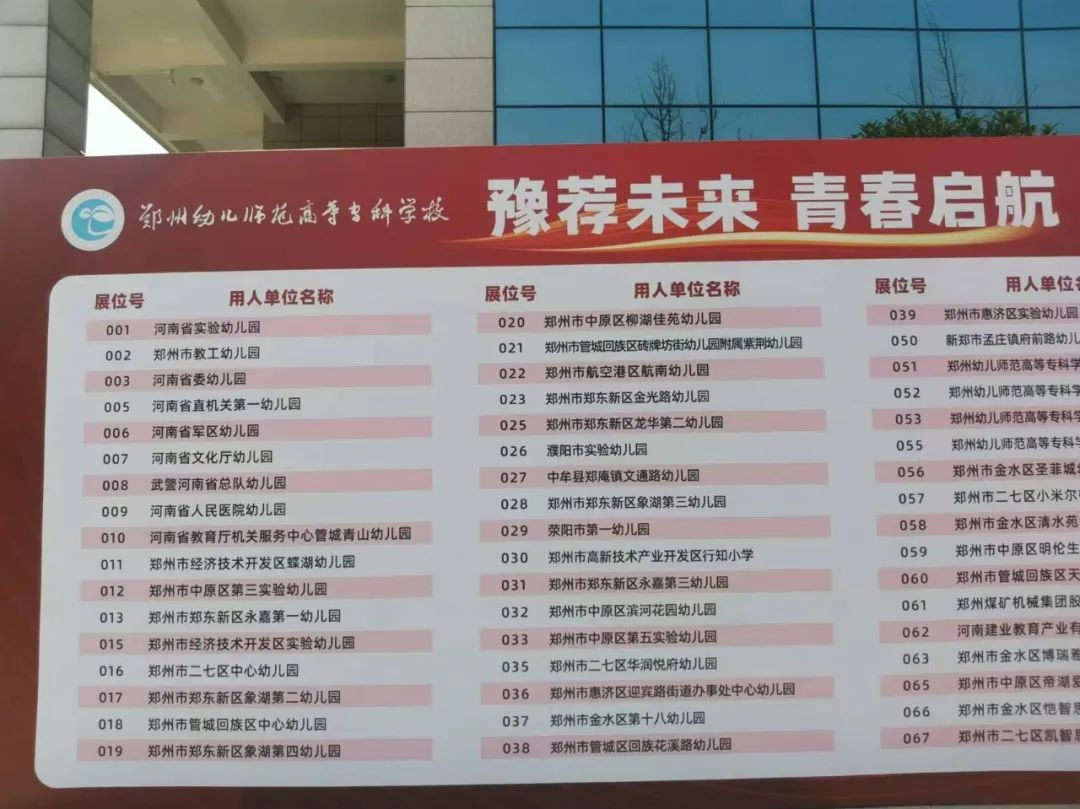 郑州幼儿师范高等专科学校
豫荐未来 青春启航
展位号 用人单位名称
001 河南省实验幼儿园
002 郑州市教工幼儿园
003 河南省委幼儿园
005 河南省直机关第一幼儿园
006 河南省军区幼儿园
007 河南省文化厅幼儿园
008 武警河南省总队幼儿园
009 河南省人民医院幼儿园
010 河南省教育厅机关服务中心管城青山幼儿园
011 郑州市经济技术开发区蝶湖幼儿园
012 郑州市中原区第三实验幼儿园
013 郑州市郑东新区永嘉第一幼儿园
015 郑州市经济技术开发区实验幼儿园
016 郑州市二七区中心幼儿园
017 郑州市郑东新区象湖第二幼儿园
018 郑州市管城回族区中心幼儿园
019 郑州市郑东新区象湖第四幼儿园
展位号 用人单位名称
020 郑州市中原区柳湖佳苑幼儿园
021 郑州市管城回族区砖牌坊街幼儿园附属紫荆幼儿园
022 郑州市航空港区航南幼儿园
023 郑州市郑东新区金光路幼儿园
025 郑州市郑东新区龙华第二幼儿园
026 濮阳市实验幼儿园
027 中牟县郑庵镇文通路幼儿园
028 郑州市郑东新区象湖第三幼儿园
029 荥阳市第一幼儿园
030 郑州市高新技术产业开发区行知小学
031 郑州市郑东新区永嘉第三幼儿园
032 郑州市中原区滨河花园幼儿园
033 郑州市中原区第五实验幼儿园
035 郑州市二七区华润悦府幼儿园
036 郑州市惠济区迎宾路街道办事处中心幼儿园
037 郑州市金水区第十八幼儿园
038 郑州市管城区回族花溪路幼儿园
展位号 用人单位名
039 郑州市惠济区实验幼儿园
050 新郑市孟庄镇府前路幼儿
051 郑州幼儿师范高等专科学
052 郑州幼儿师范高等专科学
053 郑州幼儿师范高等专科学
055 郑州幼儿师范高等专科学
056 郑州市金水区圣菲城
057 郑州市二七区小米尔
058 郑州市金水区清水苑
059 郑州市中原区明伦生
060 郑州市管城回族区天
061 郑州煤矿机械集团股
062 河南建业教育产业有
063 郑州市金水区博瑞雅
065 郑州市中原区帝湖爱
066 郑州市金水区恺智思
067 郑州市二七区凯智思